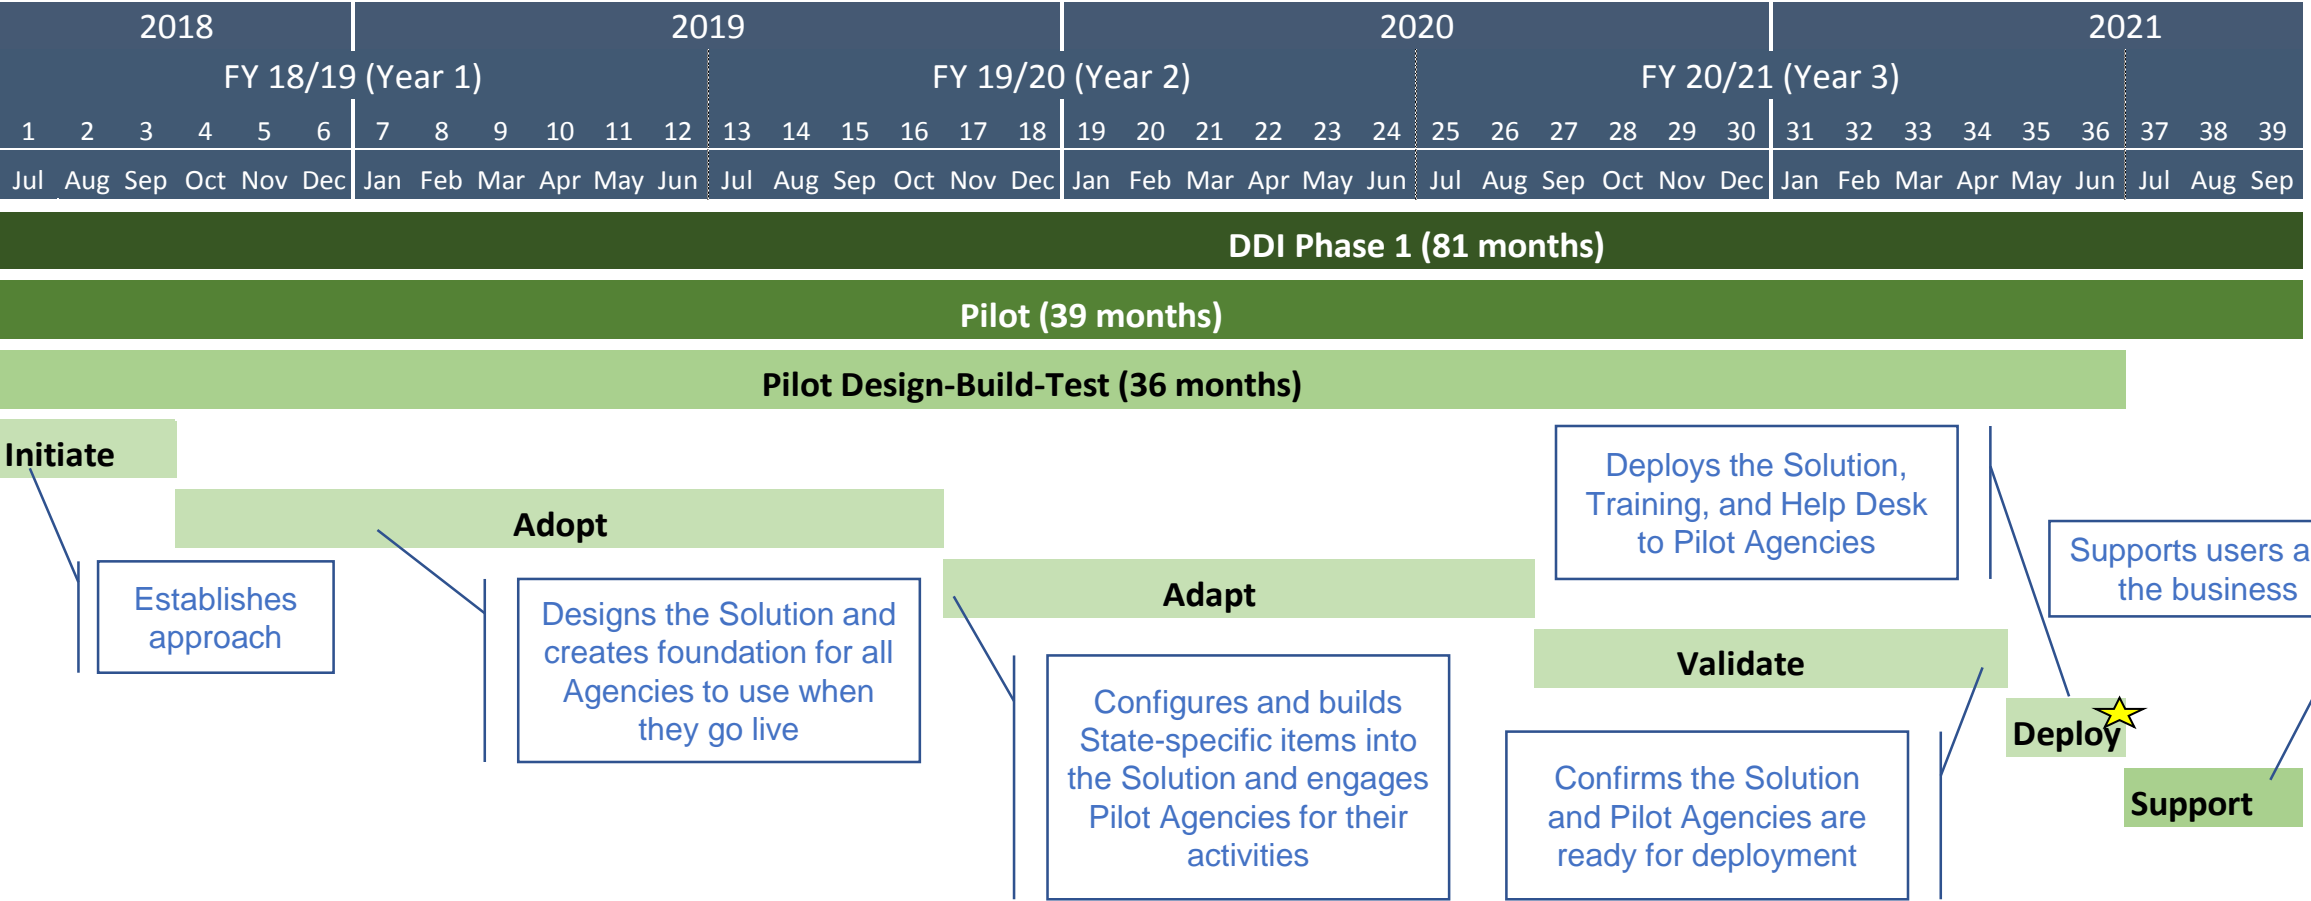 2018 2019 2020 2021
FY 18/19 (Year 1) FY 19/20 (Year 2) FY 20/21 (Year 3)
1 2 3 4 5 6 7 8 9 10 11 12 13 14 15 16 17 18 19 20 21 22 23 24 25 26 27 28 29 30 31 32 33 34 35 36 37 38 39
Jul Aug Sep Oct Nov Dec Jan Feb Mar Apr May Jun Jul Aug Sep Oct Nov Dec Jan Feb Mar Apr May Jun Jul Aug Sep Oct Nov Dec Jan Feb Mar Apr May Jun Jul Aug Sep
DDI Phase 1 (81 months)
Pilot (39 months)
Pilot Design-Build-Test (36 months)
Initiate
Establishes
approach
Adopt
Designs the Solution and
creates foundation for all
Agencies to use when
they go live
Adapt
Configures and builds
State-specific items into
the Solution and engages
Pilot Agencies for their
activities
Validate
Confirms the Solution
and Pilot Agencies are
ready for deployment
Deploys the Solution,
Training, and Help Desk
to Pilot Agencies
Deploy
Supports users a
the business
Support